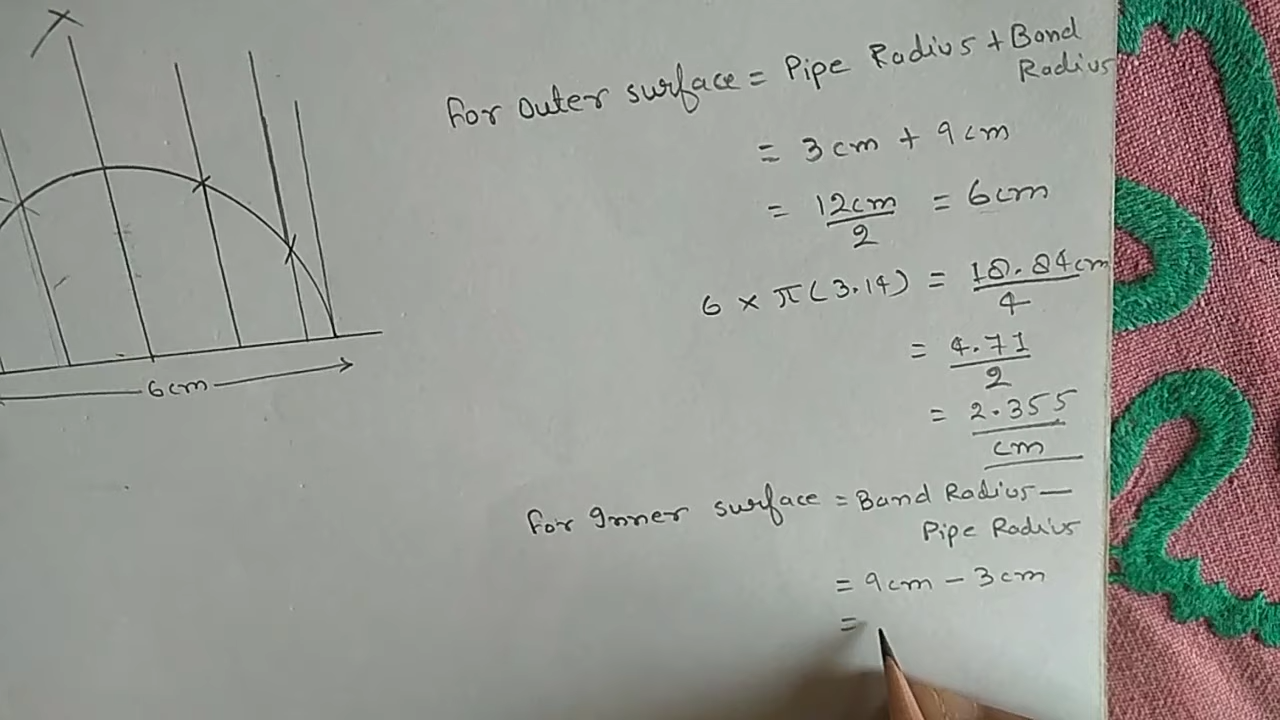 For outer surface = Pipe Radius + Band
Radius
= 3cm + 9cm
= 12cm/2 = 6cm
6 × π(3.14) = 18.84cm/4
= 4.71/2
= 2.355
cm
6cm
For Inner surface = Band Radius —
Pipe Radius
= 9cm - 3cm
=